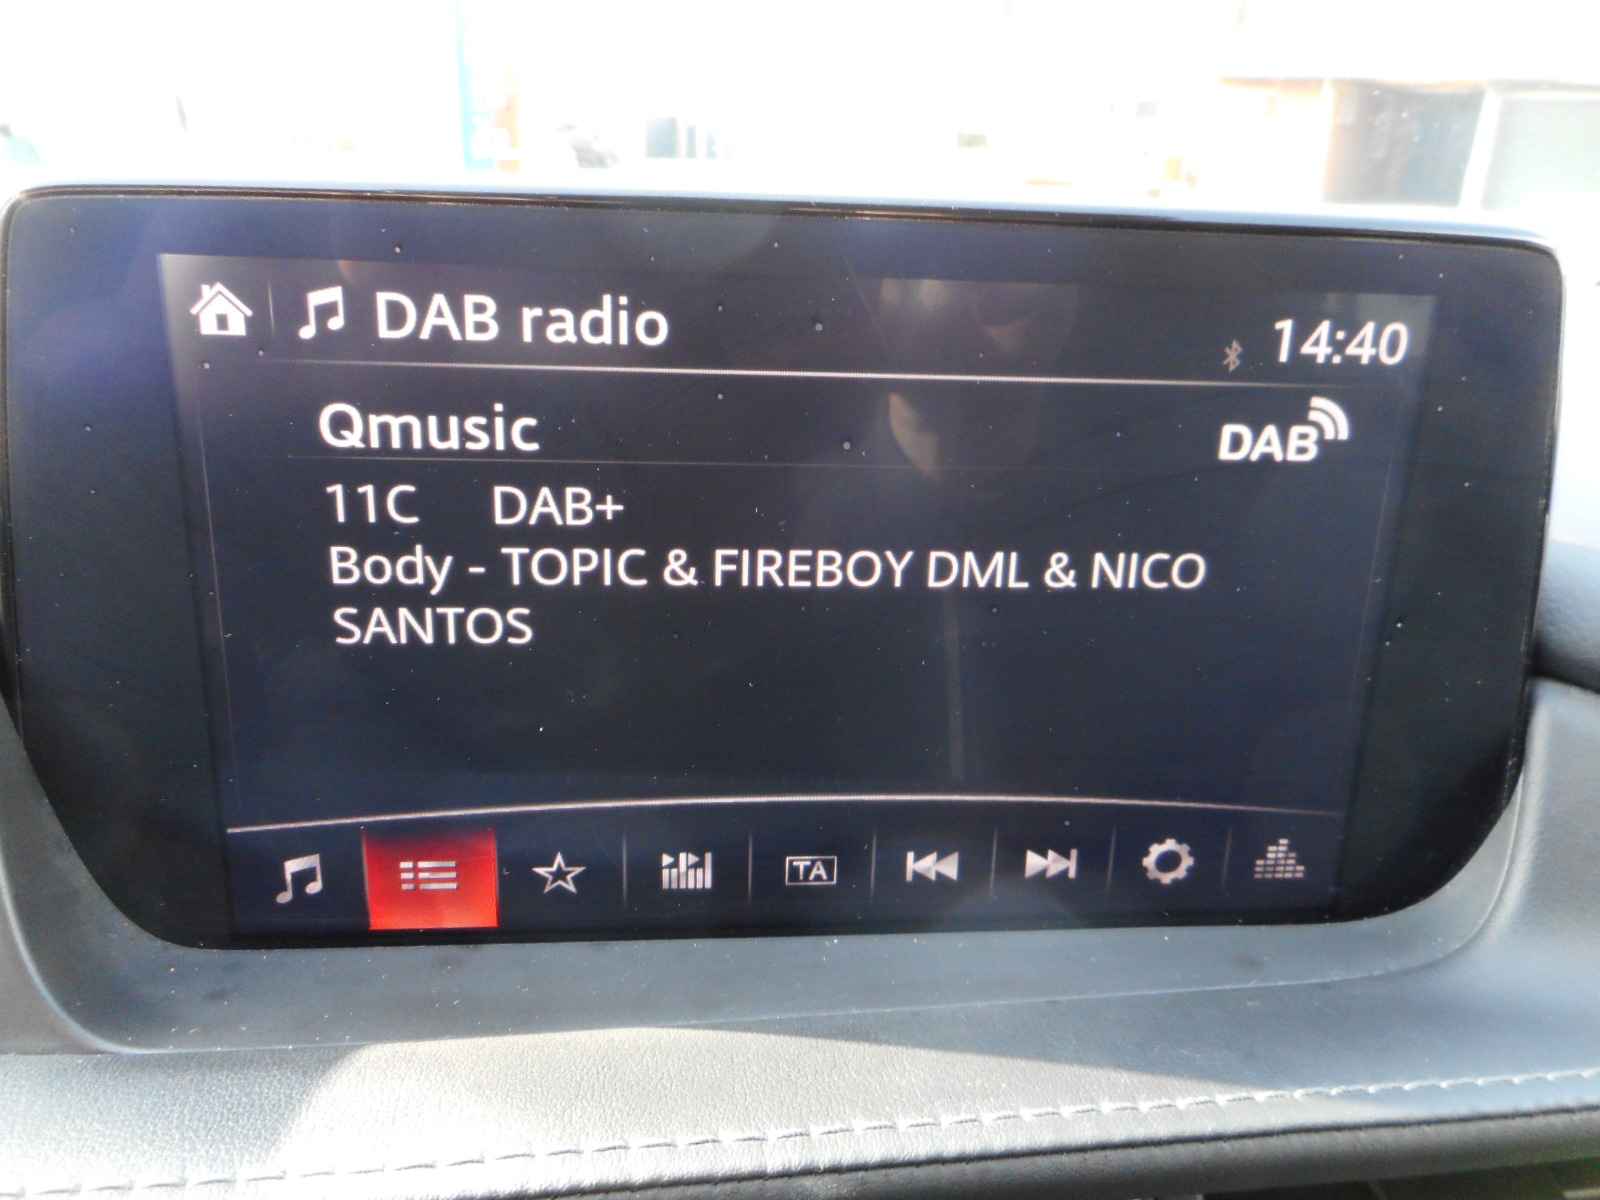 DAB radio
14:40
Qmusic
DAB
11C DAB+
Body - TOPIC & FIREBOY DML & NICO
SANTOS
TA